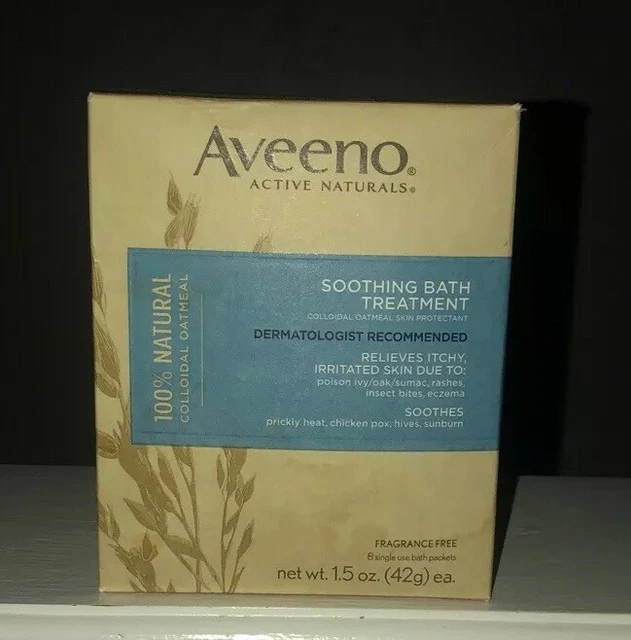 Aveeno®
ACTIVE NATURALS®
100% NATURAL
COLLOIDAL OATMEAL
SOOTHING BATH
TREATMENT
COLLOIDAL OATMEAL SKIN PROTECTANT
DERMATOLOGIST RECOMMENDED
RELIEVES ITCHY,
IRRITATED SKIN DUE TO:
poison ivy/oak/sumac, rashes,
insect bites, eczema
SOOTHES
prickly heat, chicken pox, hives, sunburn
FRAGRANCE FREE
8 single use bath packets
net wt. 1.5 oz. (42g) ea.